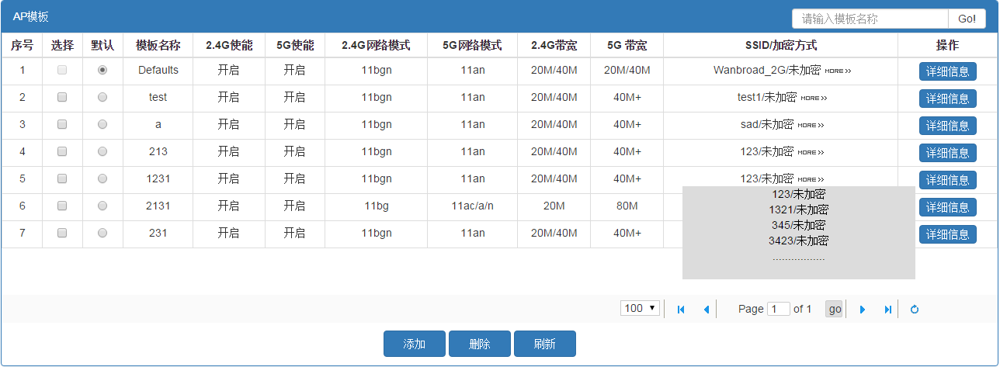 AP模板
请输入模板名称 Go!
序号 选择 默认 模板名称 2.4G使能 5G使能 2.4G网络模式 5G网络模式 2.4G带宽 5G 带宽 SSID/加密方式 操作
1 Defaults 开启 开启 11bgn 11an 20M/40M 20M/40M Wanbroad_2G/未加密 MORE >> 详细信息
2 test 开启 开启 11bgn 11an 20M/40M 40M+ test1/未加密 MORE >> 详细信息
3 a 开启 开启 11bgn 11an 20M/40M 40M+ sad/未加密 MORE >> 详细信息
4 213 开启 开启 11bgn 11an 20M/40M 40M+ 123/未加密 MORE >> 详细信息
5 1231 开启 开启 11bgn 11an 20M/40M 40M+ 123/未加密 MORE >> 详细信息
6 2131 开启 开启 11bg 11ac/a/n 20M 80M 详细信息
7 231 开启 开启 11bgn 11an 20M/40M 40M+ 详细信息
123/未加密
1321/未加密
345/未加密
3423/未加密
-----------------
100 Page 1 of 1 go
添加 删除 刷新